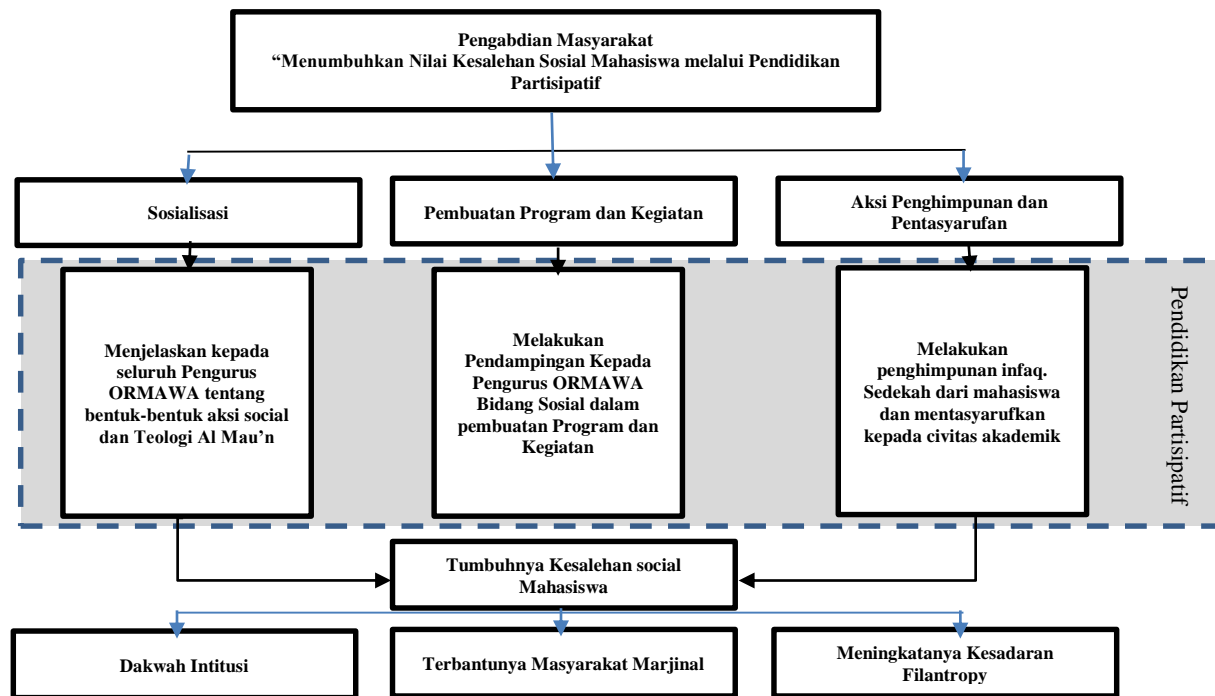 Pengabdian Masyarakat
“Menumbuhkan Nilai Kesalehan Sosial Mahasiswa melalui Pendidikan
Partisipatif
Sosialisasi
Pembuatan Program dan Kegiatan
Aksi Penghimpunan dan
Pentasyarufan
Menjelaskan kepada
seluruh Pengurus
ORMAWA tentang
bentuk-bentuk aksi social
dan Teologi Al Mau’n
Melakukan
Pendampingan Kepada
Pengurus ORMAWA
Bidang Sosial dalam
pembuatan Program dan
Kegiatan
Melakukan
penghimpunan infaq.
Sedekah dari mahasiswa
dan mentasyarufkan
kepada civitas akademik
Pendidikan Partisipatif
Tumbuhnya Kesalehan social
Mahasiswa
Dakwah Intitusi
Terbantunya Masyarakat Marjinal
Meningkatanya Kesadaran
Filantropy